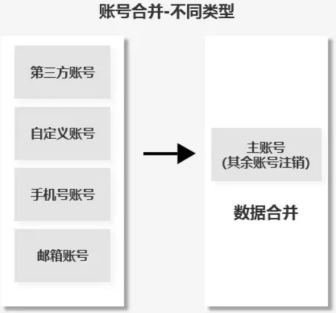 账号合并-不同类型
第三方账号
自定义账号
手机号账号
邮箱账号
主账号
(其余账号注销)
数据合并